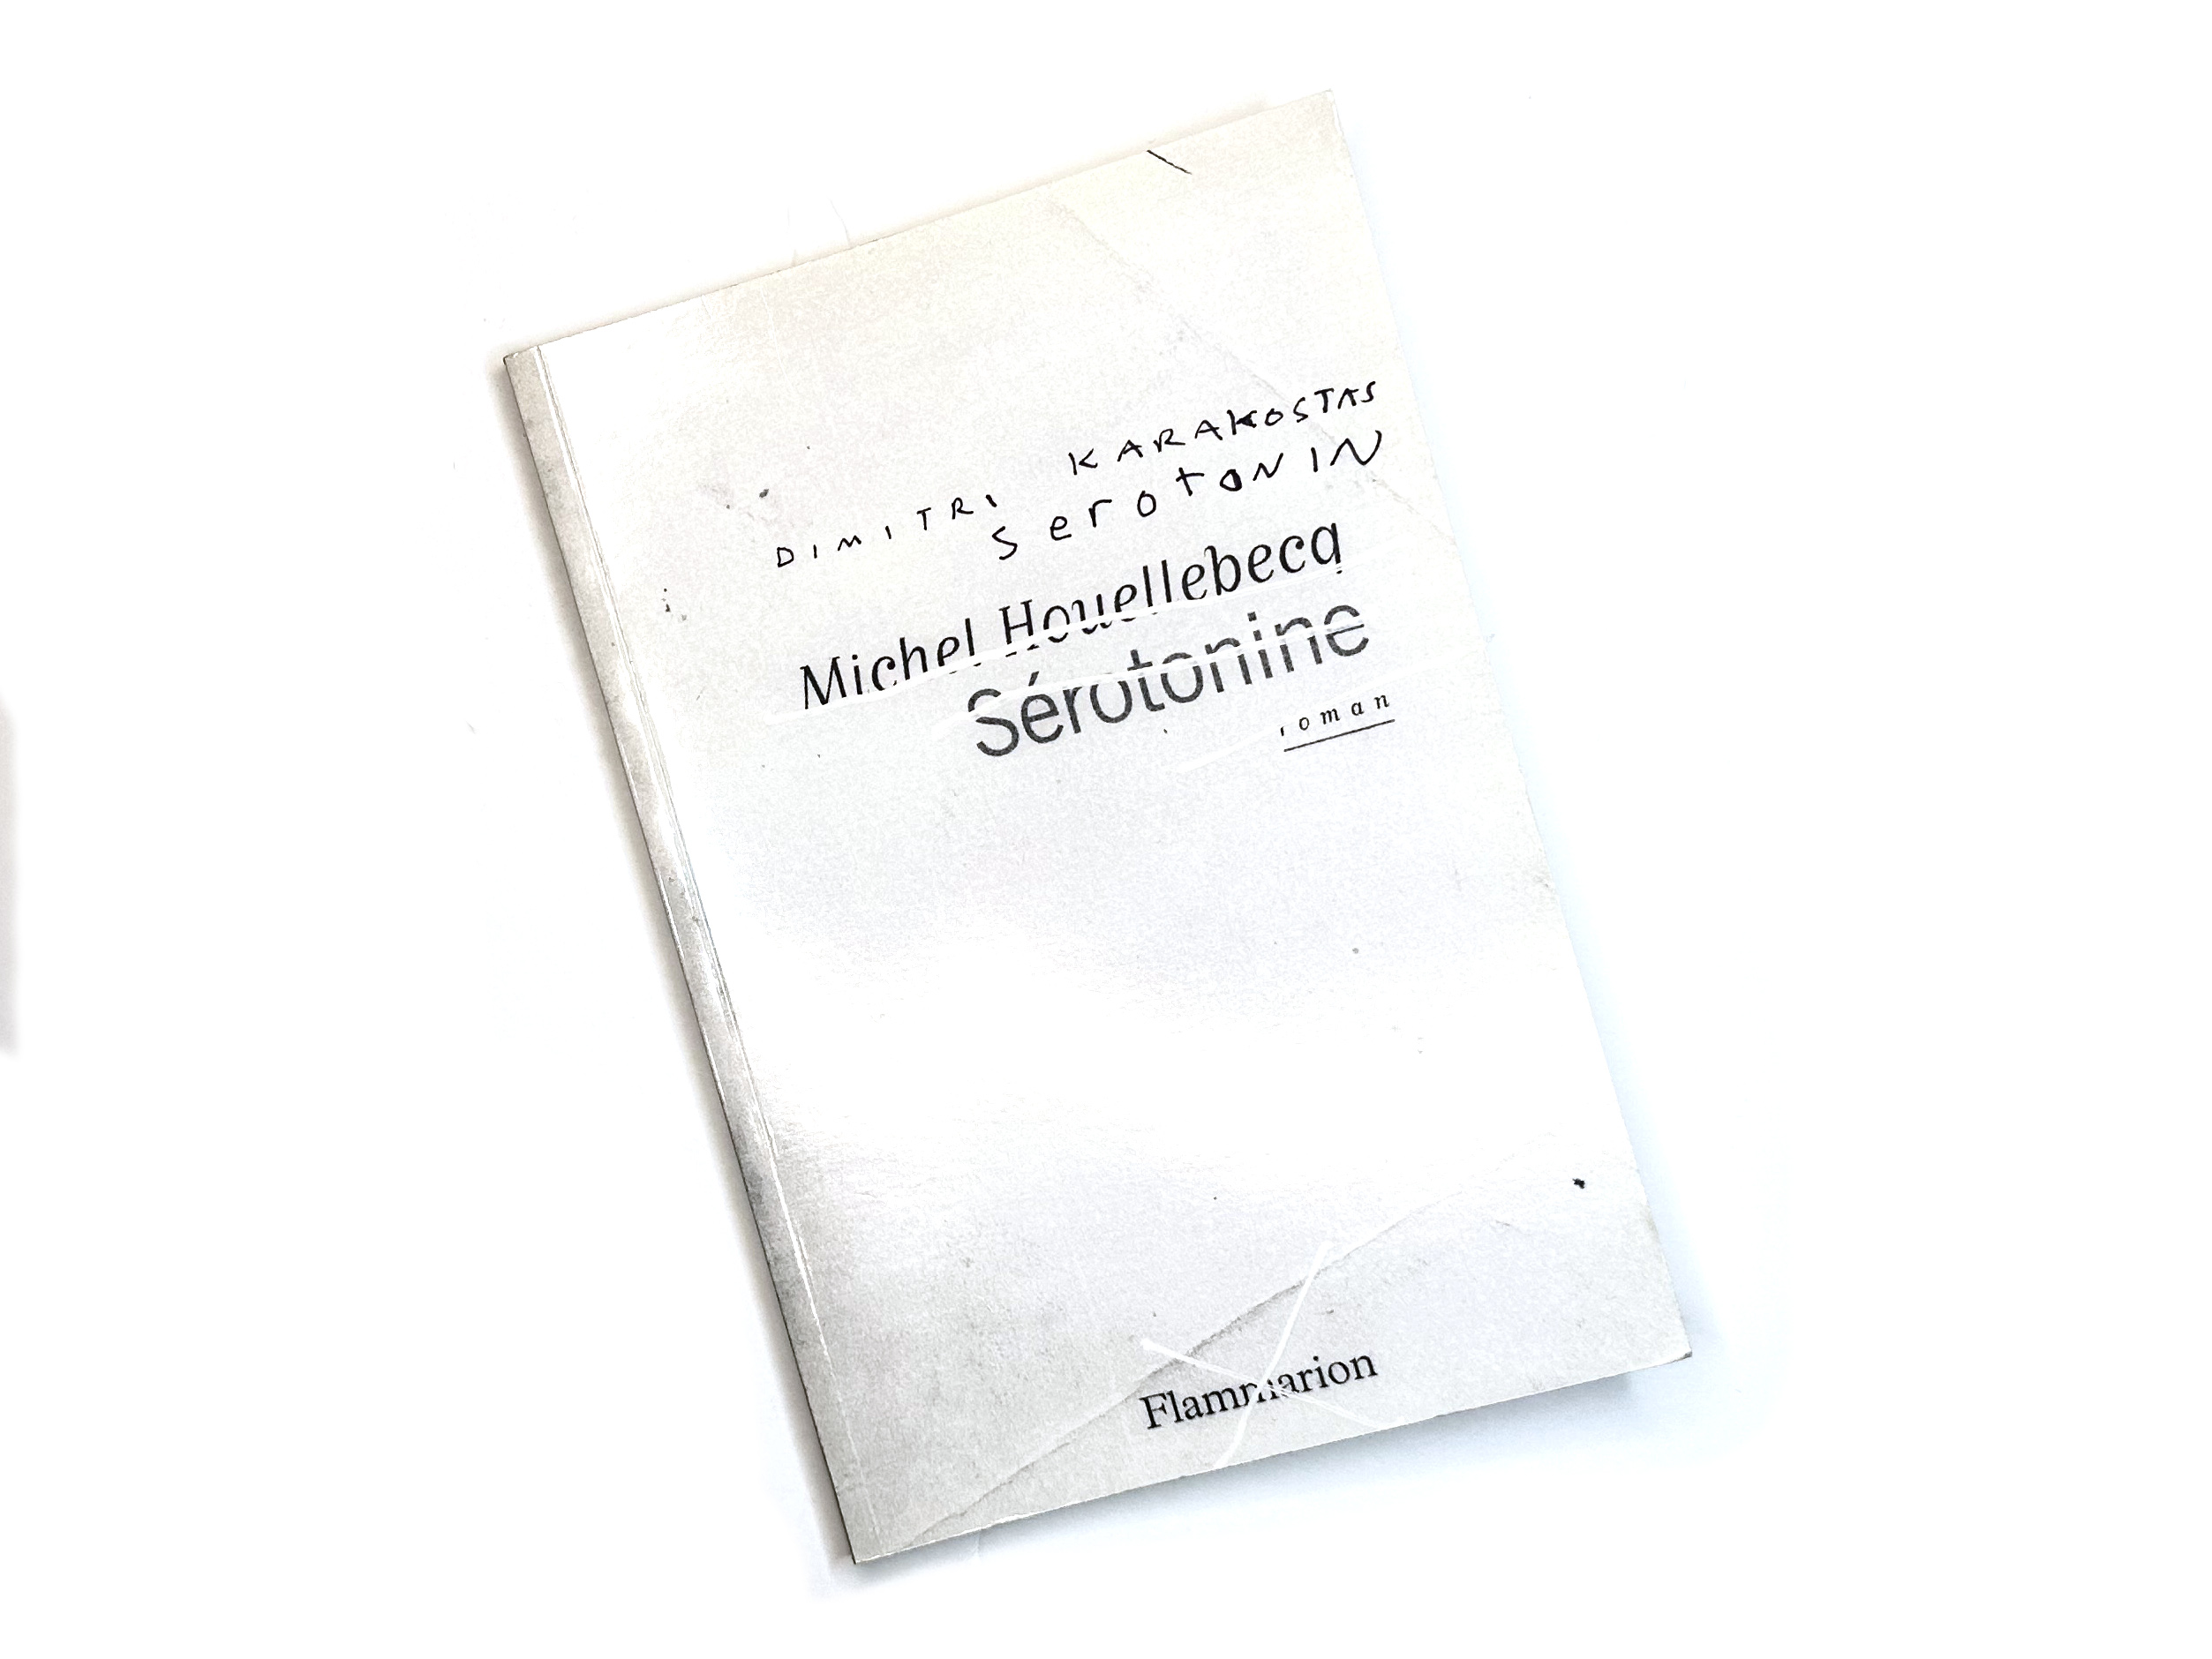 DIMITRI KARAKOSTAS
SerotonIN
Michel Houellebecq
Sérotonine
roman
Flammarion